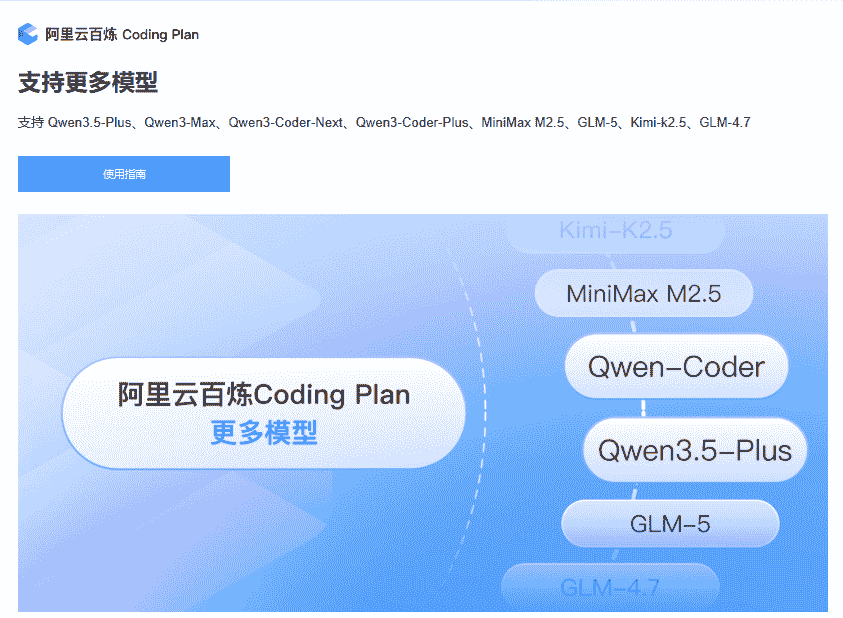 阿里云百炼 Coding Plan
支持更多模型
支持 Qwen3.5-Plus、Qwen3-Max、Qwen3-Coder-Next、Qwen3-Coder-Plus、MiniMax M2.5、GLM-5、Kimi-k2.5、GLM-4.7
使用指南
Kimi-K2.5
MiniMax M2.5
Qwen-Coder
阿里云百炼Coding Plan
更多模型
Qwen3.5-Plus
GLM-5
GLM-4.7